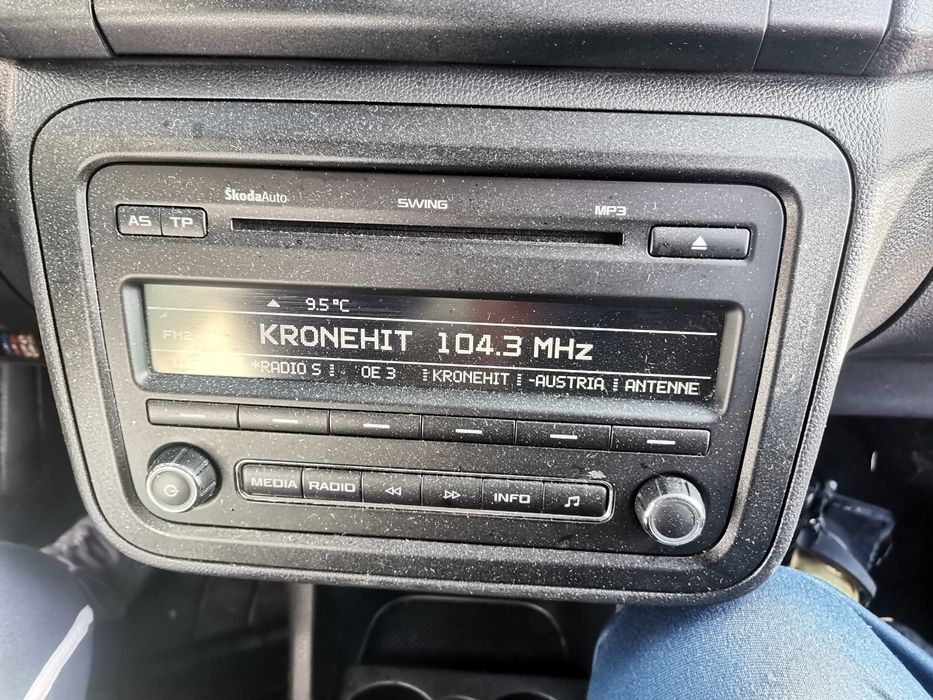 ŠkodaAuto SWING MP3
AS TP
9.5 °C
FM2 KRONEHIT 104.3 MHz
*RADIO S OE 3 KRONEHIT -AUSTRIA ANTENNE
MEDIA RADIO INFO